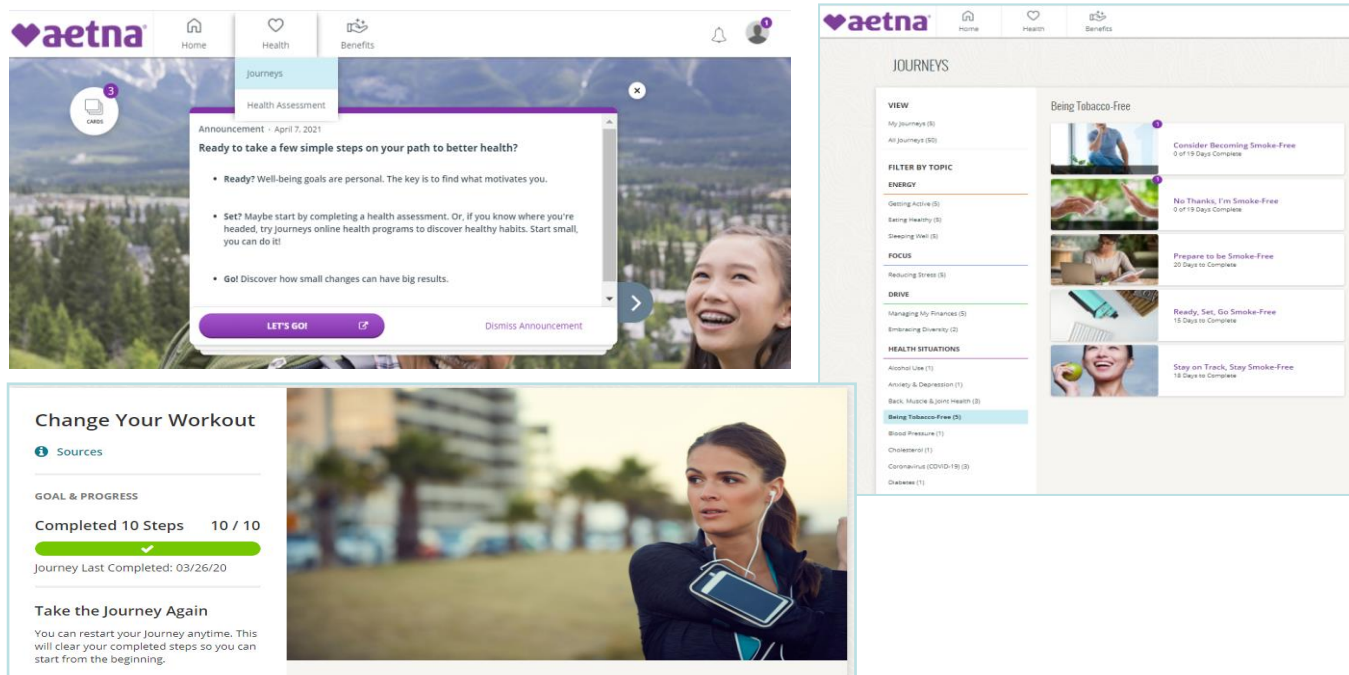 aetna
Home
Health
Benefits
1
Journeys
Health Assessment
3
CARDS
Announcement - April 7, 2021
Ready to take a few simple steps on your path to better health?
• Ready? Well-being goals are personal. The key is to find what motivates you.
• Set? Maybe start by completing a health assessment. Or, if you know where you're
headed, try Journeys online health programs to discover healthy habits. Start small,
you can do it!
• Go! Discover how small changes can have big results.
LET'S GO!
Dismiss Announcement
aetna
Home
Health
Benefits
JOURNEYS
VIEW
My Journeys (5)
All Journeys (50)
FILTER BY TOPIC
ENERGY
Getting Active (5)
Eating Healthy (5)
Sleeping Well (5)
FOCUS
Reducing Stress (5)
DRIVE
Managing My Finances (5)
Embracing Diversity (2)
HEALTH SITUATIONS
Alcohol Use (1)
Anxiety & Depression (1)
Back, Muscle & Joint Health (3)
Being Tobacco-Free (5)
Blood Pressure (1)
Cholesterol (1)
Coronavirus (COVID-19) (3)
Diabetes (1)
Being Tobacco-Free
1
Consider Becoming Smoke-Free
0 of 19 Days Complete
1
No Thanks, I'm Smoke-Free
0 of 19 Days Complete
Prepare to be Smoke-Free
20 Days to Complete
Ready, Set, Go Smoke-Free
15 Days to Complete
Stay on Track, Stay Smoke-Free
18 Days to Complete
Change Your Workout
Sources
GOAL & PROGRESS
Completed 10 Steps 10 / 10
Journey Last Completed: 03/26/20
Take the Journey Again
You can restart your Journey anytime. This
will clear your completed steps so you can
start from the beginning.